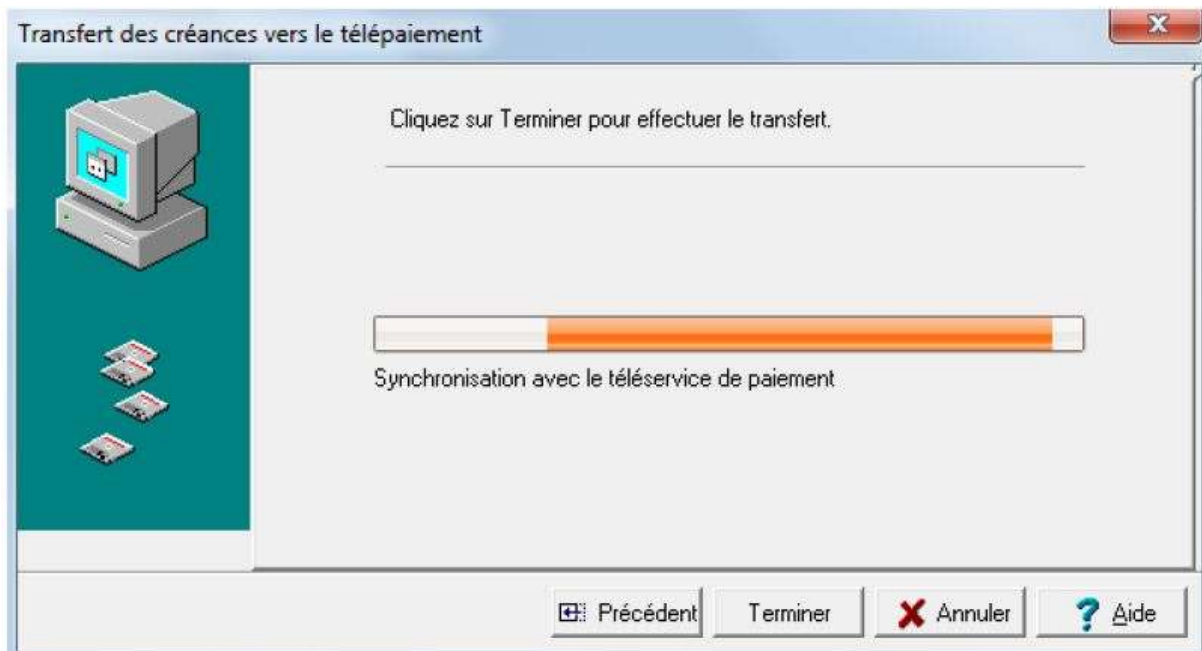 Transfert des créances vers le télépaiement
Cliquez sur Terminer pour effectuer le transfert.
Synchronisation avec le téléservice de paiement
Précédent Terminer Annuler ? Aide